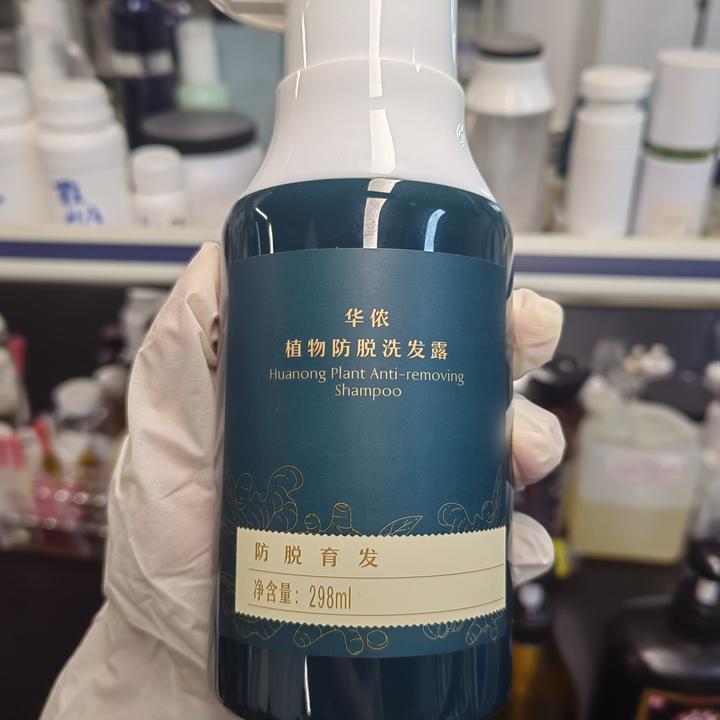 华侬
植物防脱洗发露
Huanong Plant Anti-removing
Shampoo
防脱育发
净含量：298ml